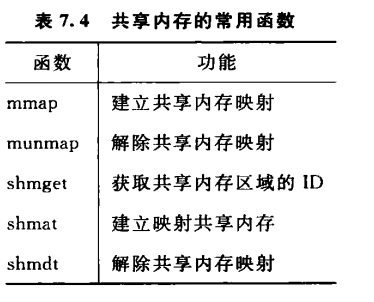 表 7.4 共享内存的常用函数
函数 功能
mmap 建立共享内存映射
munmap 解除共享内存映射
shmget 获取共享内存区域的 ID
shmat 建立映射共享内存
shmdt 解除共享内存映射